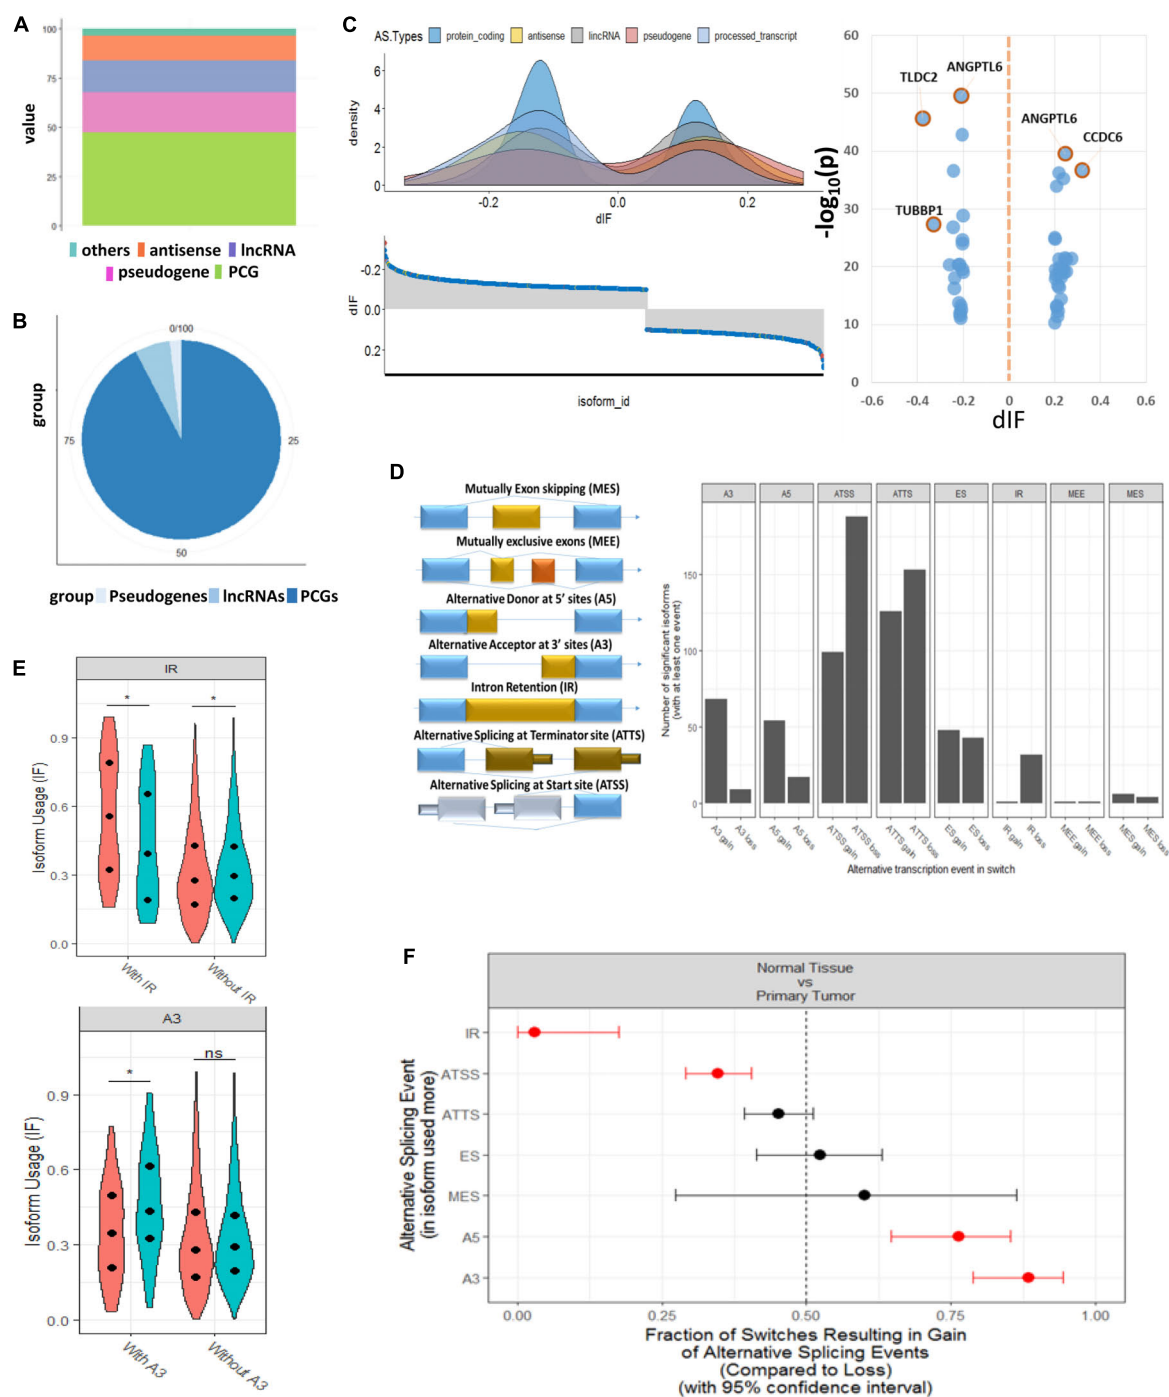 A
100
75
50
25
0
value
others antisense lncRNA
pseudogene PCG
B
0/100
75
25
50
group
group Pseudogenes lncRNAs PCGs
C
AS.Types protein_coding antisense lincRNA pseudogene processed_transcript
6
4
2
0
density
-0.2 0.0 0.2
dIF
-0.2
0.0
0.2
dIF
isoform_id
60
50
40
30
20
10
0
-log10(p)
TLDC2
ANGPTL6
ANGPTL6
CCDC6
TUBBP1
-0.6 -0.4 -0.2 0 0.2 0.4 0.6
dIF
D
Mutually Exon skipping (MES)
Mutually exclusive exons (MEE)
Alternative Donor at 5' sites (A5)
Alternative Acceptor at 3' sites (A3)
Intron Retention (IR)
Alternative Splicing at Terminator site (ATTS)
Alternative Splicing at Start site (ATSS)
A3 A5 ATSS ATTS ES IR MEE MES
150
100
50
0
Number of significant isoforms
(with at least one event)
A3 gain A3 loss A5 gain A5 loss ATSS gain ATSS loss ATTS gain ATTS loss ES gain ES loss IR gain IR loss MEE gain MEE loss MES gain MES loss
Alternative transcription event in switch
E
IR
* *
0.9
0.6
0.3
0.0
Isoform Usage (IF)
With IR Without IR
A3
* ns
0.9
0.6
0.3
0.0
Isoform Usage (IF)
With A3 Without A3
F
Normal Tissue
vs
Primary Tumor
IR
ATSS
ATTS
ES
MES
A5
A3
Alternative Splicing Event
(in isoform used more)
0.00 0.25 0.50 0.75 1.00
Fraction of Switches Resulting in Gain
of Alternative Splicing Events
(Compared to Loss)
(with 95% confidence interval)